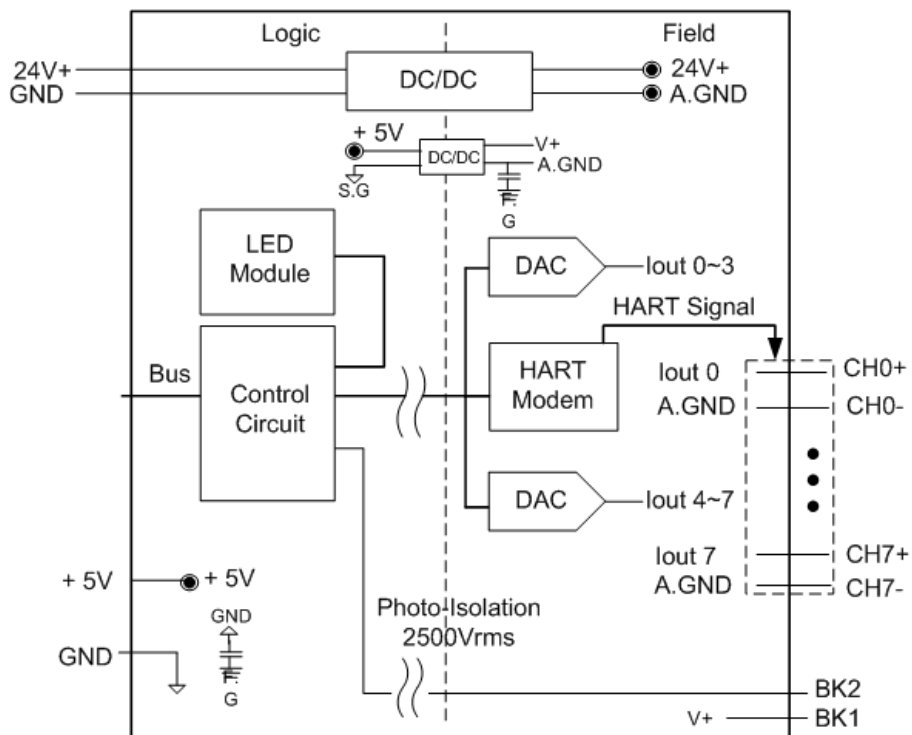 Logic
Field
24V+
GND
DC/DC
24V+
A.GND
+ 5V
S.G
DC/DC
V+
A.GND
F.
G
LED
Module
DAC
Iout 0~3
HART Signal
Bus
Control
Circuit
HART
Modem
Iout 0
CH0+
A.GND
CH0-
DAC
Iout 4~7
Iout 7
CH7+
A.GND
CH7-
+ 5V
+ 5V
GND
GND
F.
G
Photo-Isolation
2500Vrms
BK2
V+
BK1